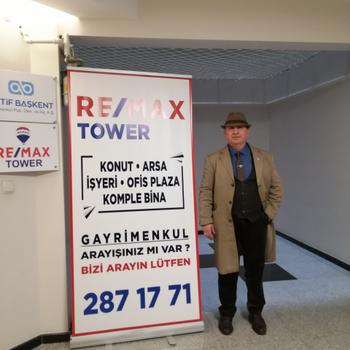 TİF BAŞKENT
RE/MAX
TOWER
RE/MAX
TOWER
KONUT • ARSA
İŞYERİ • OFİS PLAZA
KOMPLE BİNA
GAYRİMENKUL
ARAYIŞINIZ MI VAR ?
BİZİ ARAYIN LÜTFEN
287 17 71